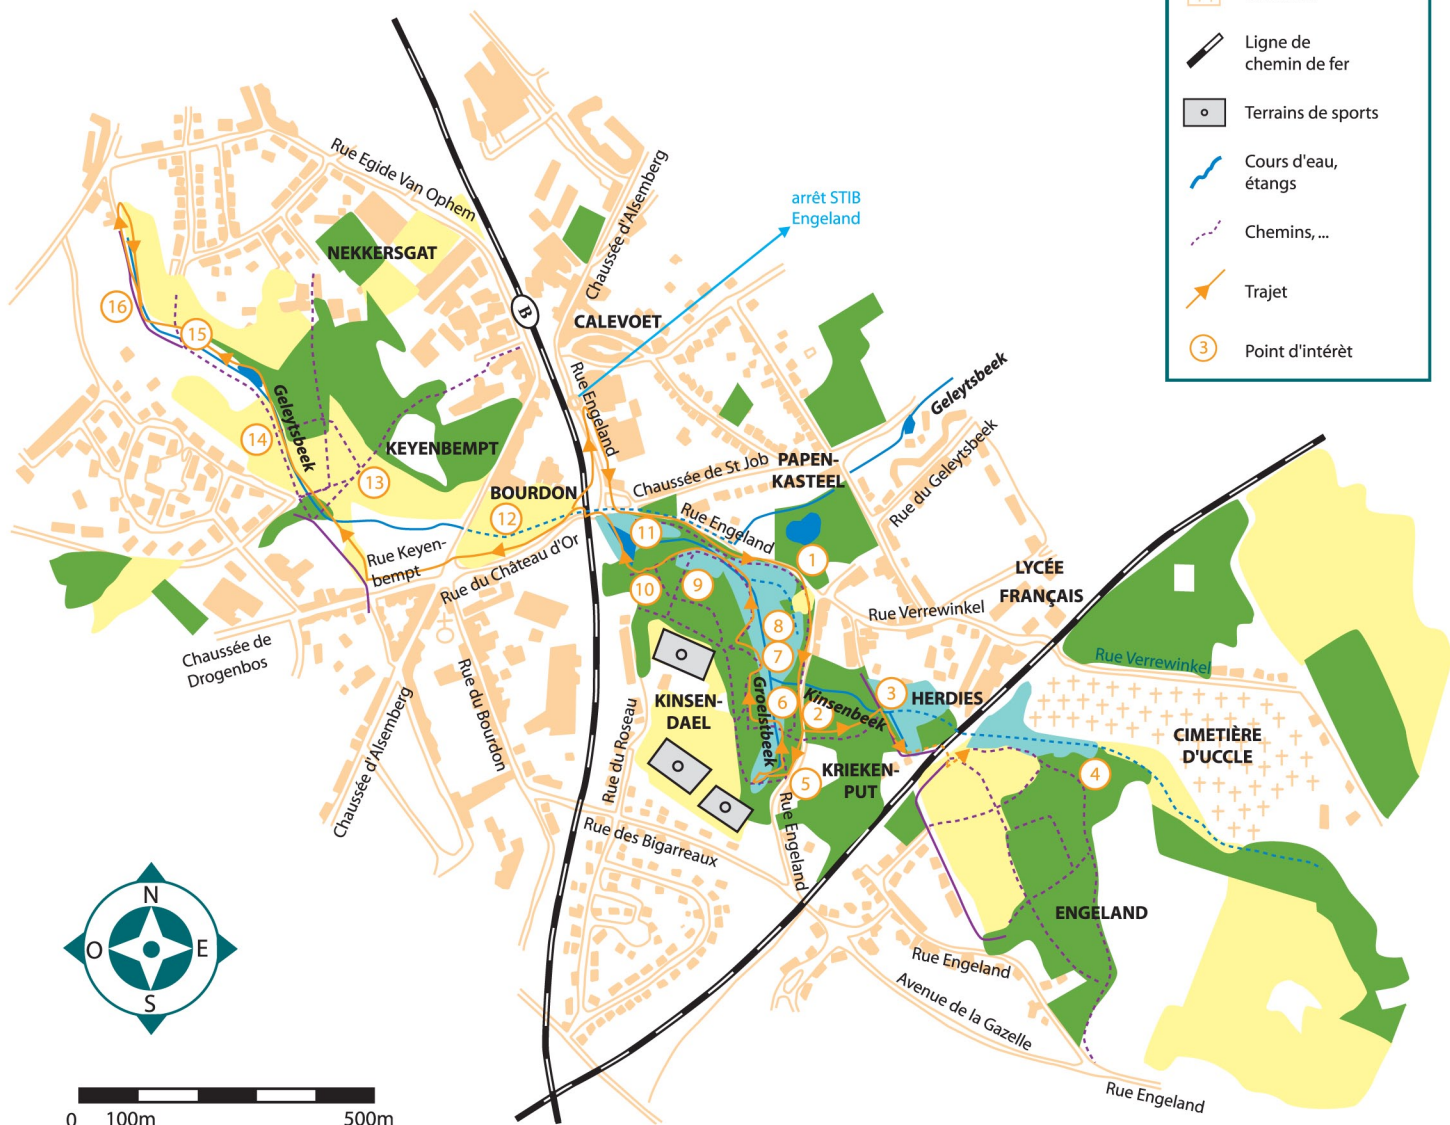 Ligne de
chemin de fer
Terrains de sports
Cours d'eau,
étangs
Chemins, ...
Trajet
3
Point d'intérèt
Rue Egide Van Ophem
Chaussée d'Alsemberg
arrêt STIB
Engeland
NEKKERSGAT
B
CALEVOET
16
15
Geleytsbeek
Rue Engeland
Geleytsbeek
14
KEYENBEMPT
13
Chaussée de St Job
PAPEN-
KASTEEL
Rue du Geleytsbeek
BOURDON
12
11
Rue Engeland
1
Rue Keyen-
bempt
Rue du Château d'Or
10
9
LYCÉE
FRANÇAIS
Rue Verrewinkel
8
7
Rue Verrewinkel
Chaussée de
Drogenbos
KINSEN-
DAEL
Groelstbeek
6
2
Kinsenbeek
3
HERDIES
CIMETIÈRE
D'UCCLE
4
Rue du Bourdon
Chaussée d'Alsemberg
Rue du Roseau
5
KRIEKEN-
PUT
Rue Engeland
Rue des Bigarreaux
ENGELAND
Rue Engeland
Avenue de la Gazelle
Rue Engeland
N
O
E
S
0
100m
500m